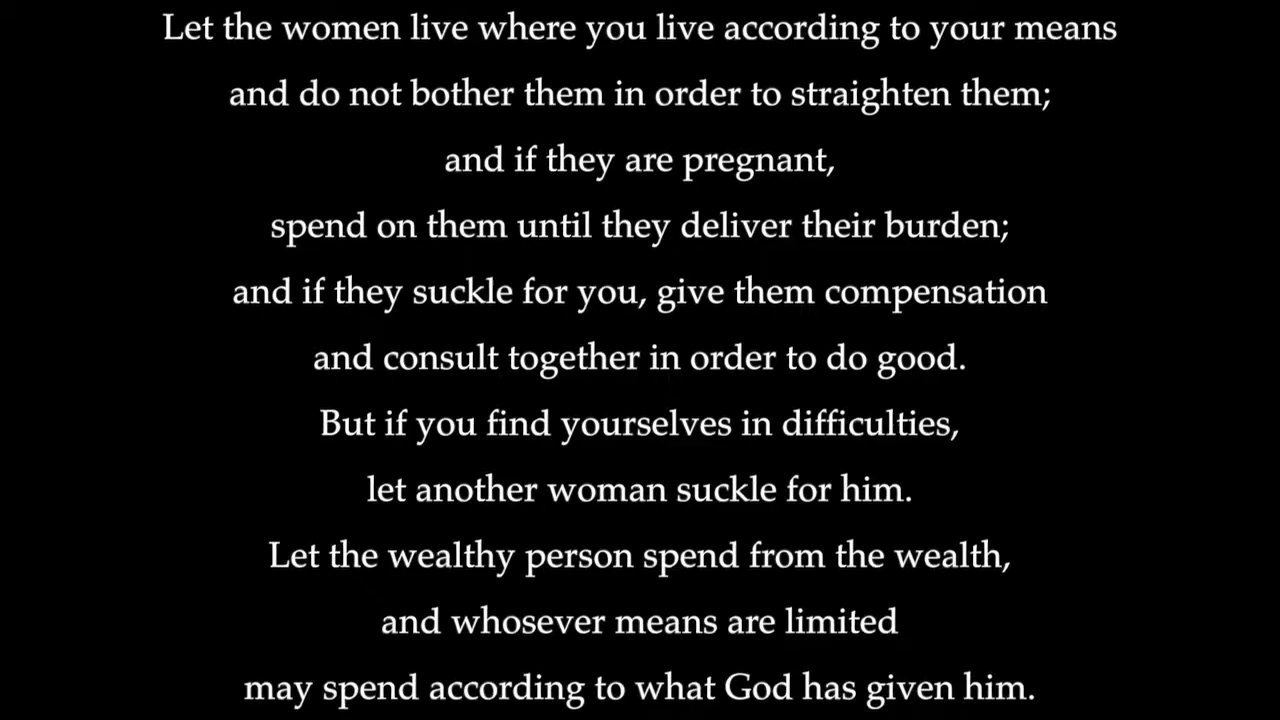 Let the women live where you live according to your means
and do not bother them in order to straighten them;
and if they are pregnant,
spend on them until they deliver their burden;
and if they suckle for you, give them compensation
and consult together in order to do good.
But if you find yourselves in difficulties,
let another woman suckle for him.
Let the wealthy person spend from the wealth,
and whosever means are limited
may spend according to what God has given him.